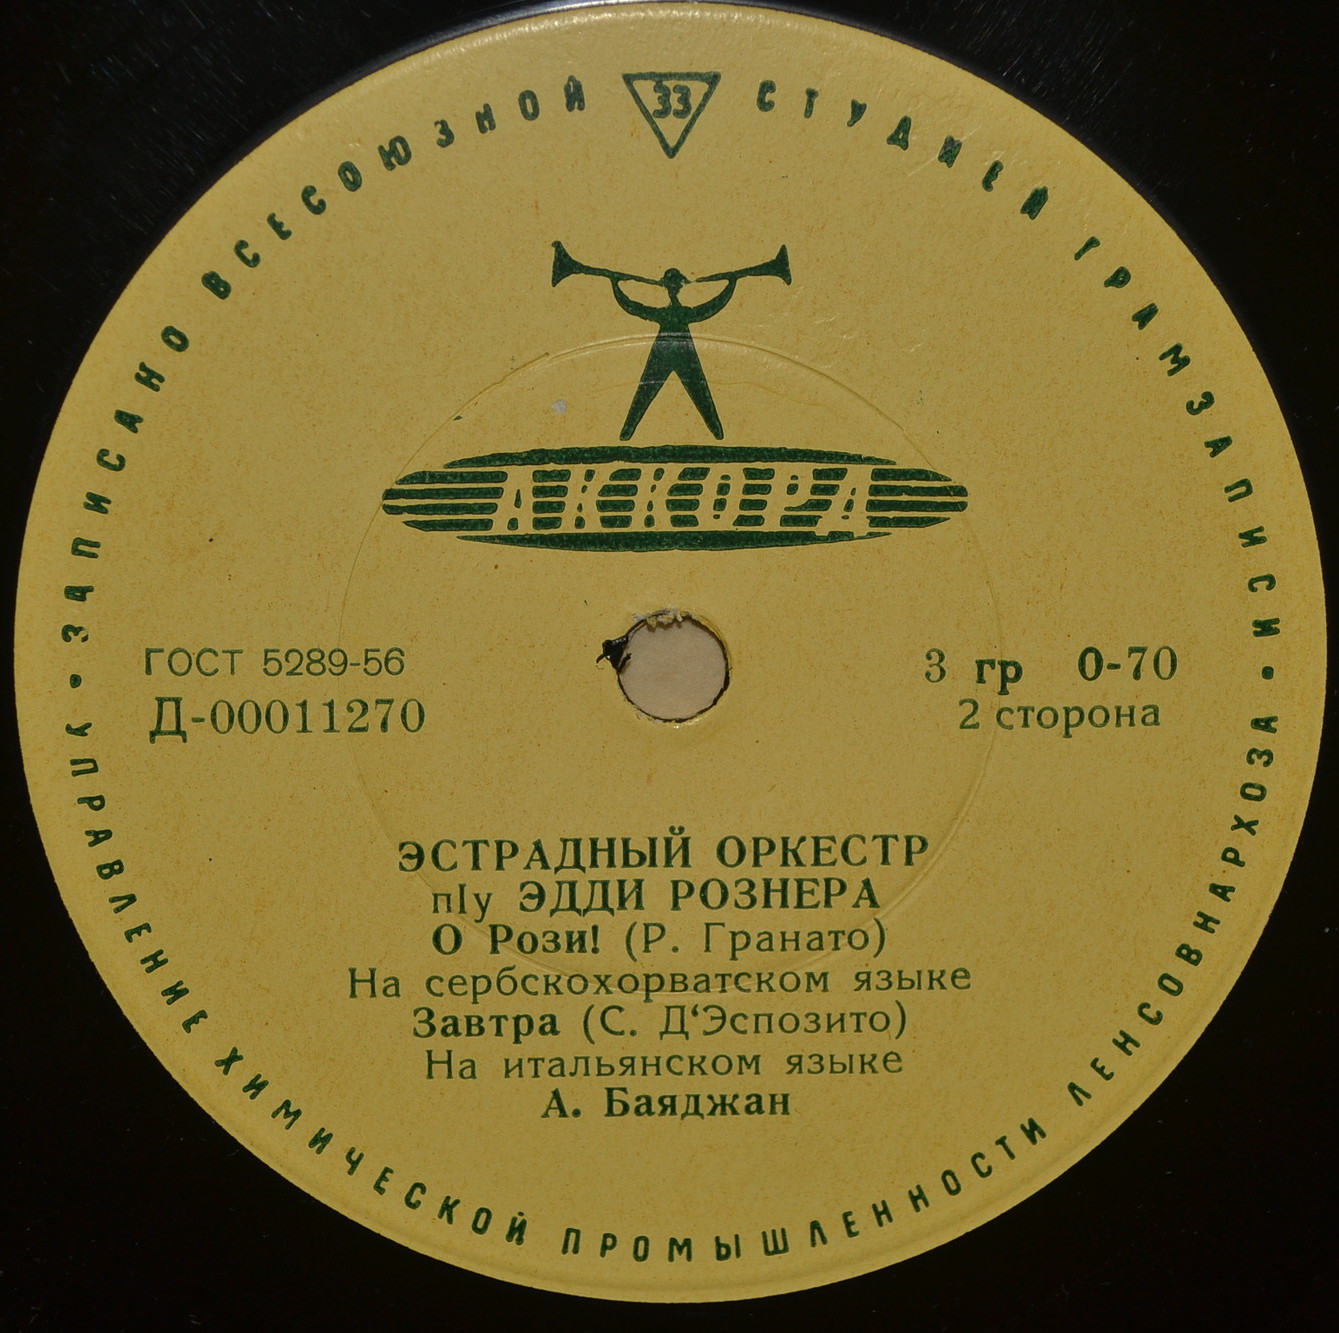 ЗАПИСАНО ВСЕСОЮЗНОЙ СТУДИЕЙ ГРАМЗАПИСИ
33
АККОРД
ГОСТ 5289-56
Д-00011270
3 гр 0-70
2 сторона
ЭСТРАДНЫЙ ОРКЕСТР
п/у ЭДДИ РОЗНЕРА
О Рози! (Р. Гранато)
На сербскохорватском языке
Завтра (С. Д‘Эспозито)
На итальянском языке
А. Баяджан
УПРАВЛЕНИЕ ХИМИЧЕСКОЙ ПРОМЫШЛЕННОСТИ ЛЕНСОВНАРХОЗА